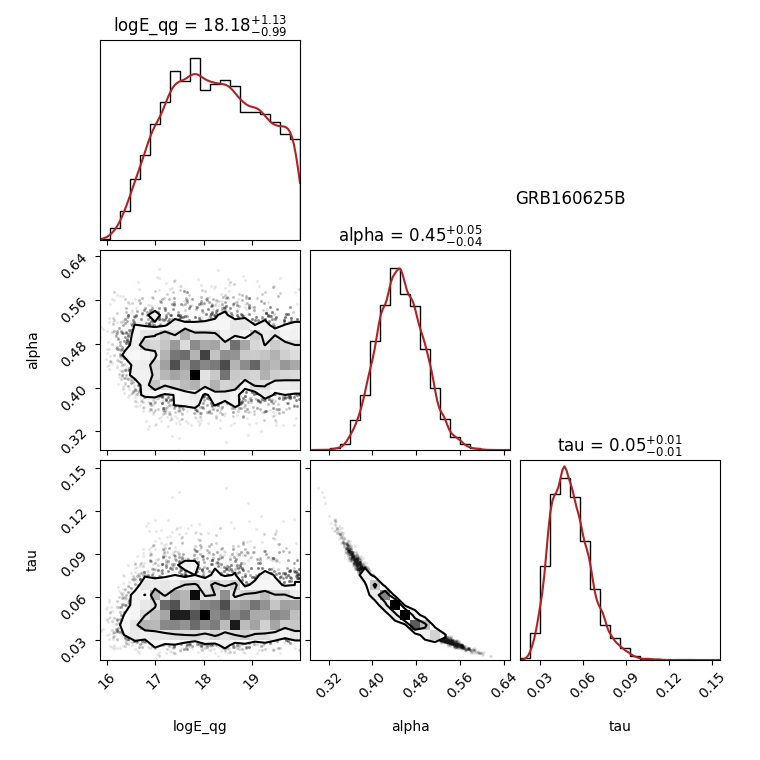 logE_qg = 18.18^{+1.13}_{-0.99}
GRB160625B
alpha = 0.45^{+0.05}_{-0.04}
0.64
0.56
0.48
0.40
0.32
alpha
tau = 0.05^{+0.01}_{-0.01}
0.15
0.12
0.09
0.06
0.03
tau
16 17 18 19
0.32 0.40 0.48 0.56 0.64
0.03 0.06 0.09 0.12 0.15
logE_qg alpha tau